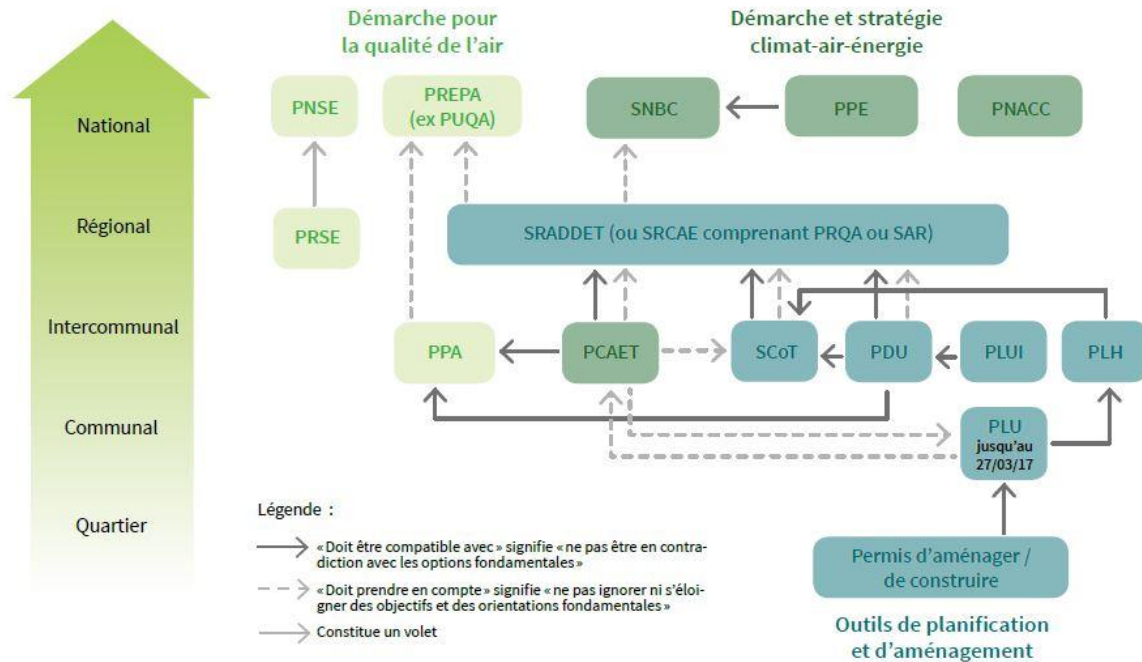 Démarche pour
la qualité de l'air
Démarche et stratégie
climat-air-énergie
National
PNSE
PREPA
(ex PUQA)
SNBC
PPE
PNACC
Régional
PRSE
SRADDET (ou SRCAE comprenant PRQA ou SAR)
Intercommunal
PPA
PCAET
SCoT
PDU
PLUI
PLH
Communal
PLU
jusqu'au
27/03/17
Quartier
Légende :
«Doit être compatible avec» signifie «ne pas être en contra-
diction avec les options fondamentales»
«Doit prendre en compte» signifie «ne pas ignorer ni s'éloi-
gner des objectifs et des orientations fondamentales»
Constitue un volet
Permis d'aménager /
de construire
Outils de planification
et d'aménagement